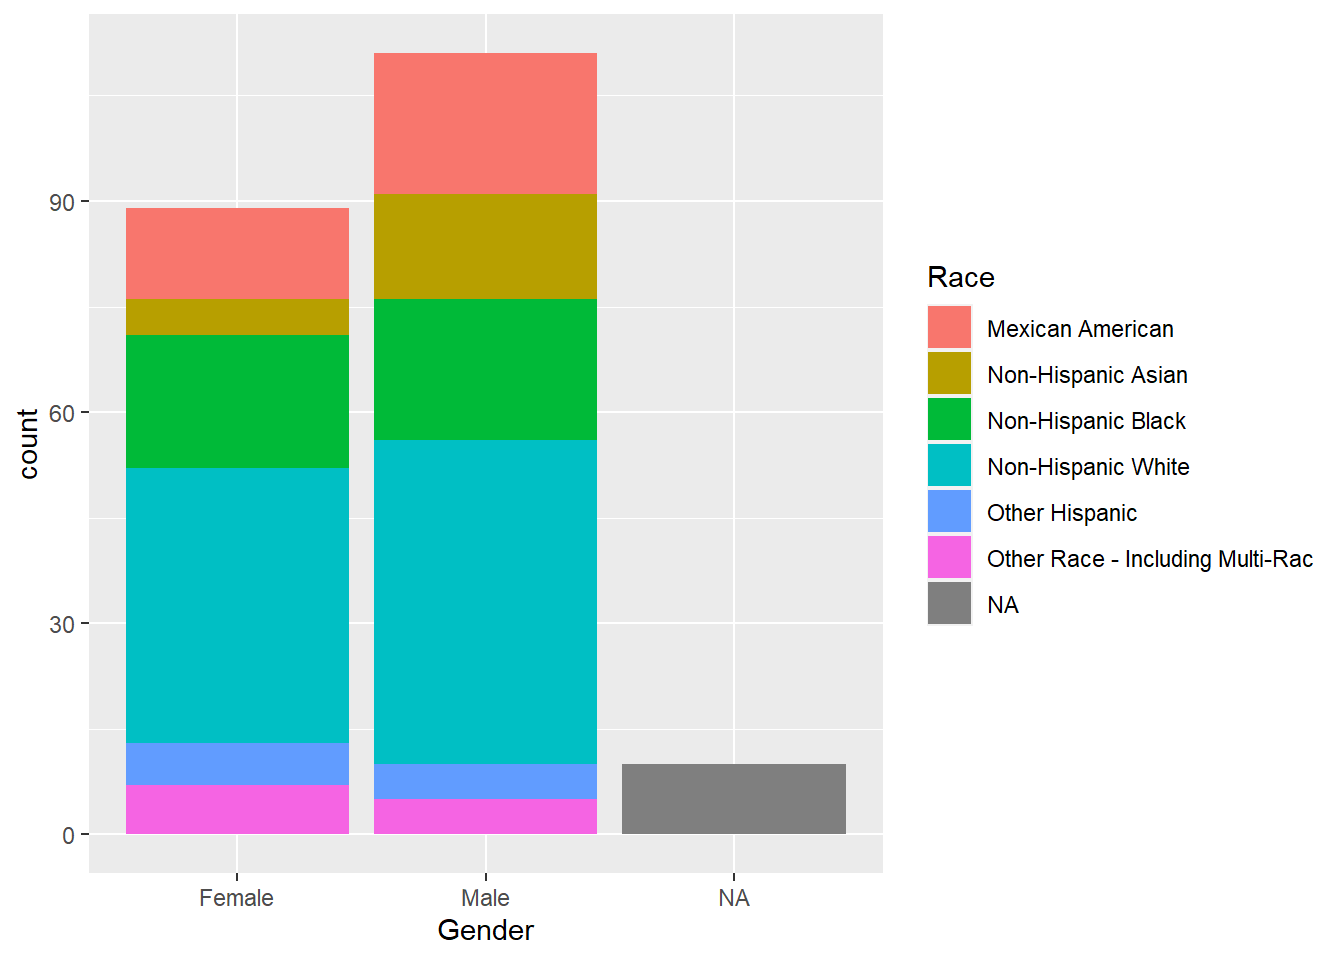 90
60
30
0
count
Female
Male
NA
Gender
Race
Mexican American
Non-Hispanic Asian
Non-Hispanic Black
Non-Hispanic White
Other Hispanic
Other Race - Including Multi-Rac
NA